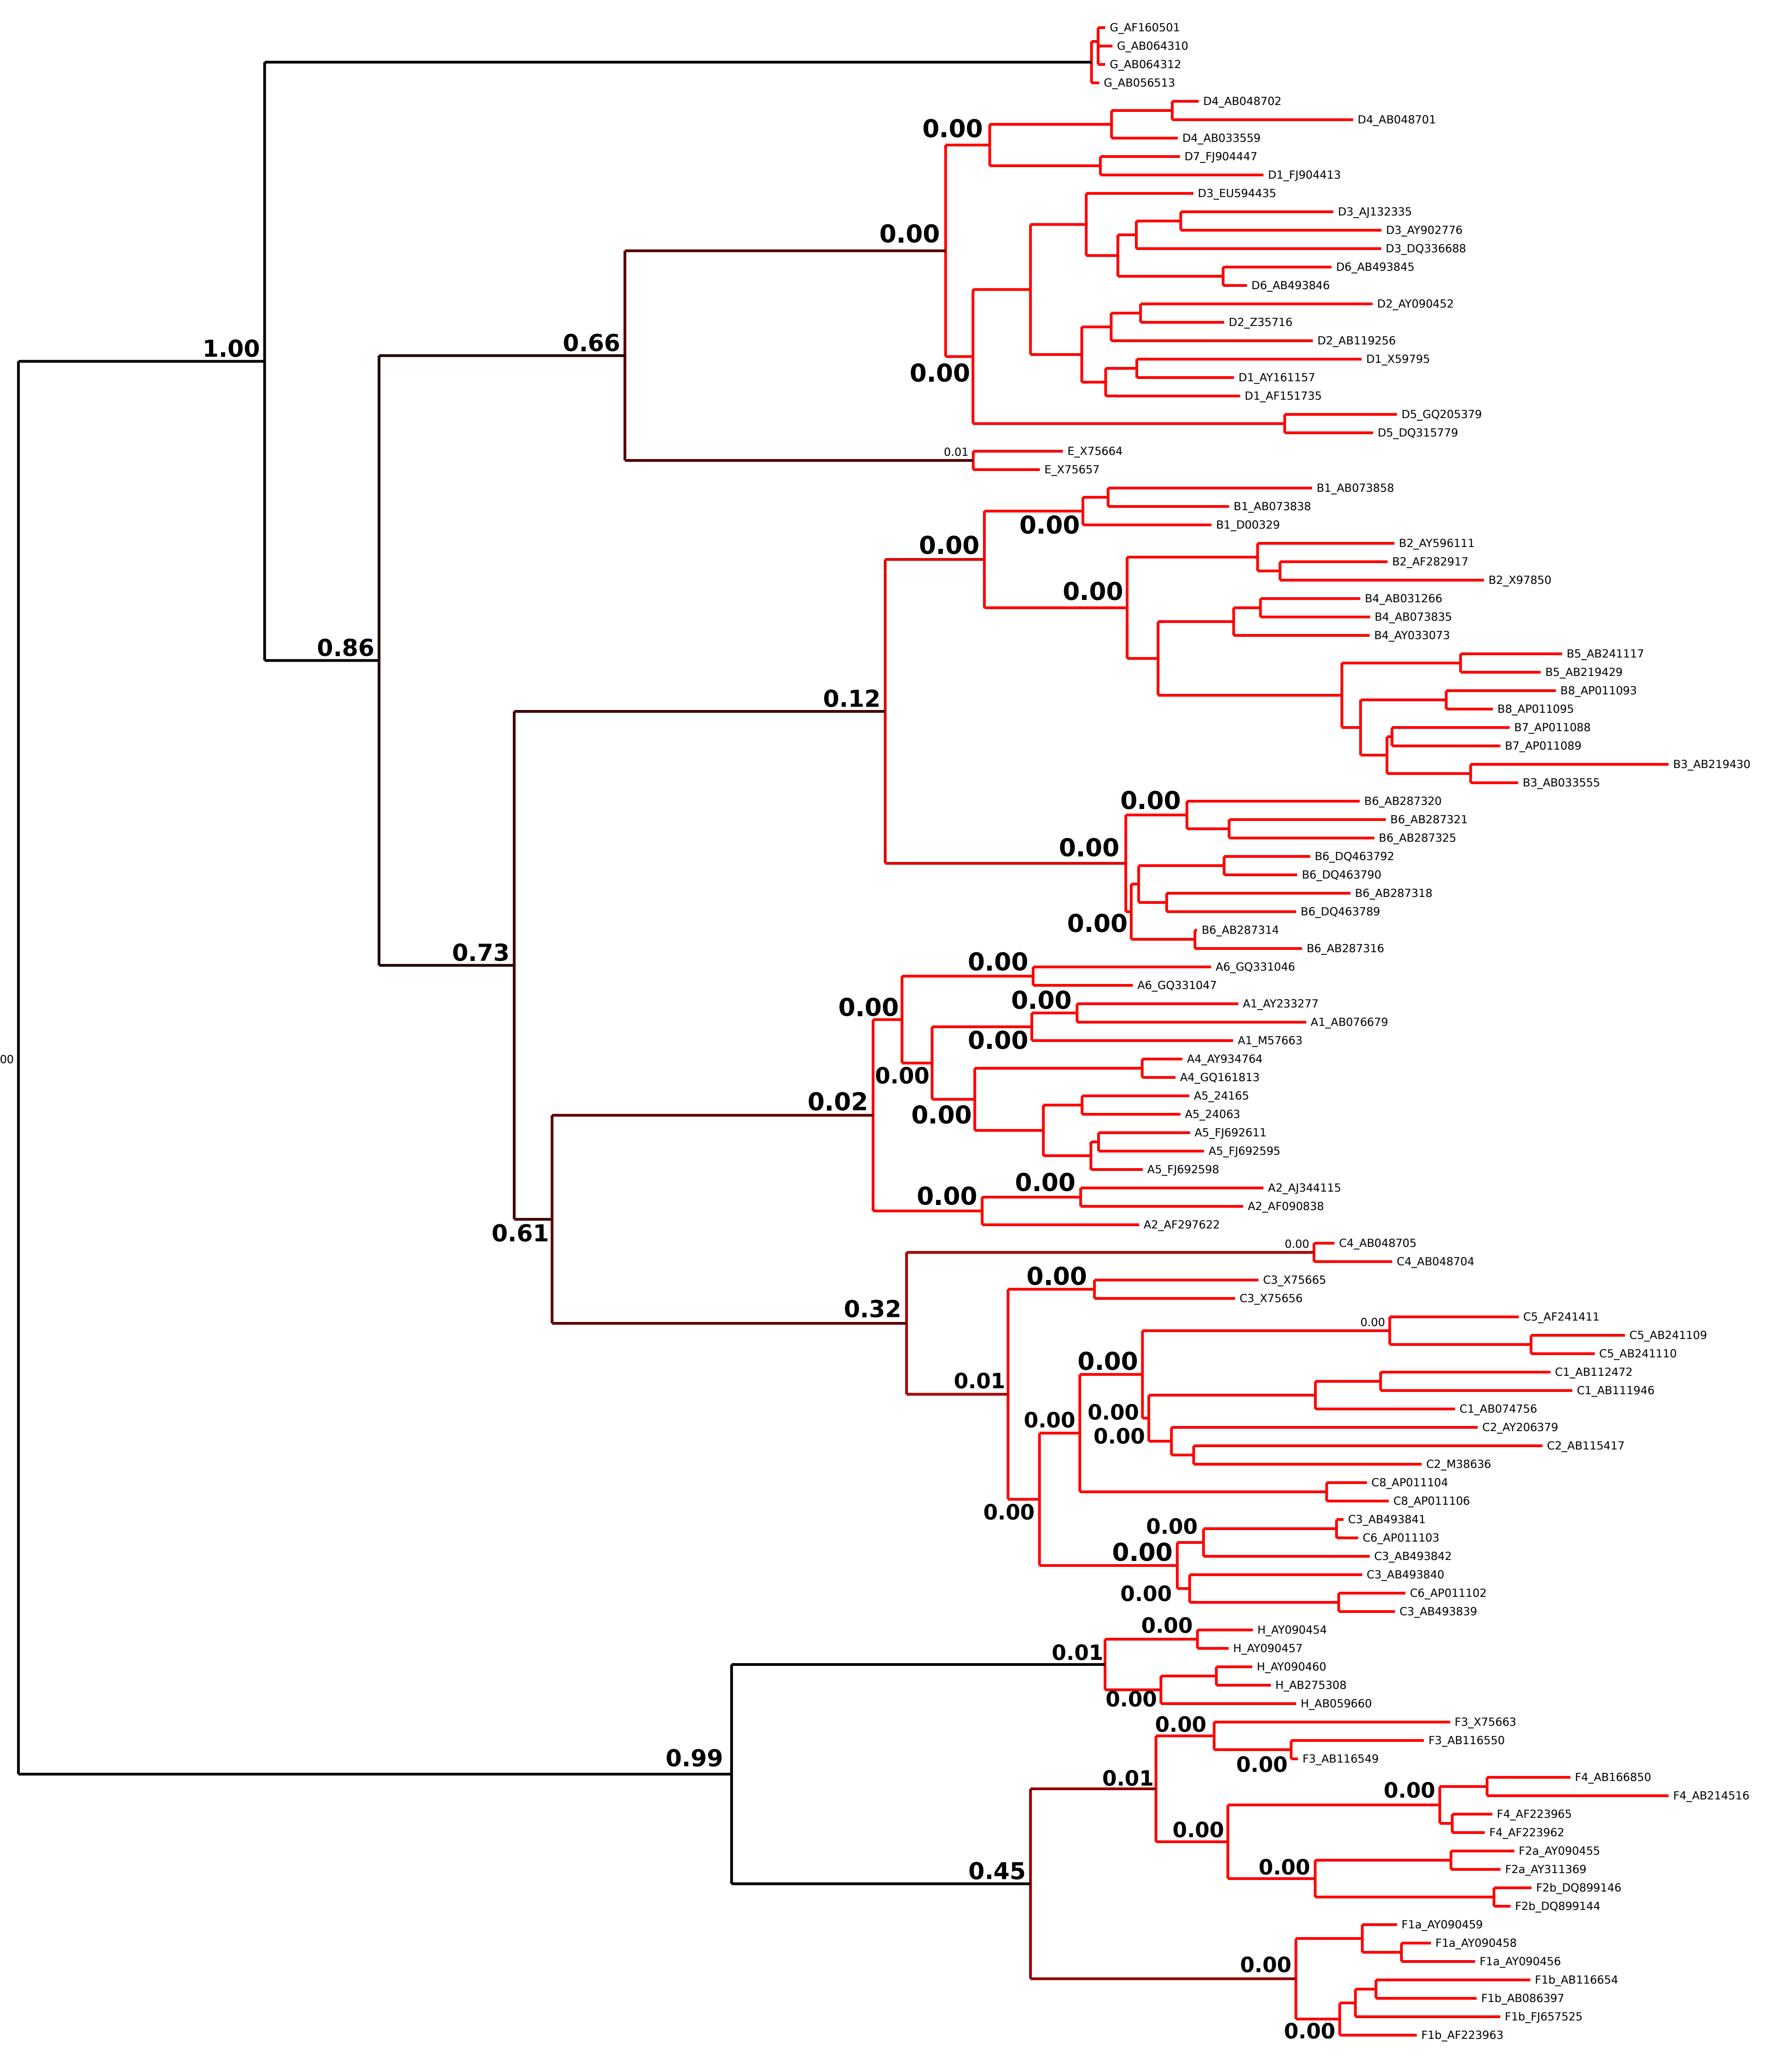 G_AF160501
G_AB064310
G_AB064312
G_AB056513
D4_AB048702
D4_AB048701
0.00
D4_AB033559
D7_FJ904447
D1_FJ904413
D3_EU594435
D3_AJ132335
D3_AY902776
0.00
D3_DQ336688
D6_AB493845
D6_AB493846
D2_AY090452
D2_Z35716
D2_AB119256
0.66
1.00
D1_X59795
0.00
D1_AY161157
D1_AF151735
D5_GQ205379
D5_DQ315779
0.01
E_X75664
E_X75657
B1_AB073858
B1_AB073838
0.00
B1_D00329
0.00
B2_AY596111
B2_AF282917
B2_X97850
0.00
B4_AB031266
B4_AB073835
B4_AY033073
0.86
B5_AB241117
B5_AB219429
B8_AP011093
0.12
B8_AP011095
B7_AP011088
B7_AP011089
B3_AB219430
B3_AB033555
0.00
B6_AB287320
B6_AB287321
B6_AB287325
0.00
B6_DQ463792
B6_DQ463790
B6_AB287318
B6_DQ463789
0.00
B6_AB287314
B6_AB287316
0.73
0.00
A6_GQ331046
A6_GQ331047
0.00
0.00
A1_AY233277
A1_AB076679
0.00
A1_M57663
00
A4_AY934764
0.00
A4_GQ161813
A5_24165
0.02
0.00
A5_24063
A5_FJ692611
A5_FJ692595
A5_FJ692598
0.00
0.00
A2_AJ344115
A2_AF090838
A2_AF297622
0.61
0.00
C4_AB048705
C4_AB048704
0.00
C3_X75665
C3_X75656
0.32
0.00
C5_AF241411
C5_AB241109
C5_AB241110
0.00
C1_AB112472
0.01
C1_AB111946
C1_AB074756
0.00
0.00
C2_AY206379
0.00
C2_AB115417
C2_M38636
C8_AP011104
C8_AP011106
0.00
C3_AB493841
0.00
C6_AP011103
0.00
C3_AB493842
C3_AB493840
0.00
C6_AP011102
C3_AB493839
0.00
H_AY090454
H_AY090457
0.01
H_AY090460
H_AB275308
0.00
H_AB059660
0.00
F3_X75663
F3_AB116550
0.99
0.00
F3_AB116549
0.01
F4_AB166850
0.00
F4_AB214516
F4_AF223965
0.00
F4_AF223962
F2a_AY090455
0.45
0.00
F2a_AY311369
F2b_DQ899146
F2b_DQ899144
F1a_AY090459
F1a_AY090458
0.00
F1a_AY090456
F1b_AB116654
F1b_AB086397
F1b_FJ657525
0.00
F1b_AF223963